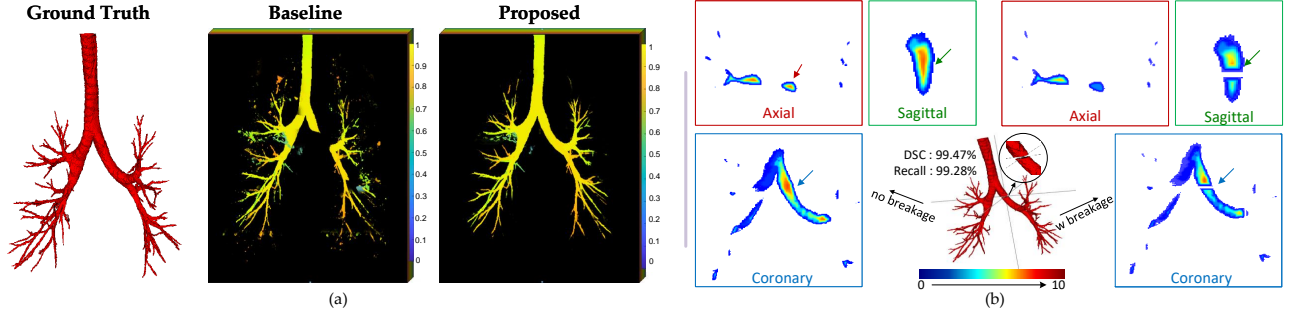 Ground Truth
Baseline
Proposed
1
0.9
0.8
0.7
0.6
0.5
0.4
0.3
0.2
0.1
0
1
0.9
0.8
0.7
0.6
0.5
0.4
0.3
0.2
0.1
0
(a)
Axial
Sagittal
Axial
Sagittal
DSC : 99.47%
Recall : 99.28%
no breakage
w breakage
Coronary
Coronary
0
10
(b)